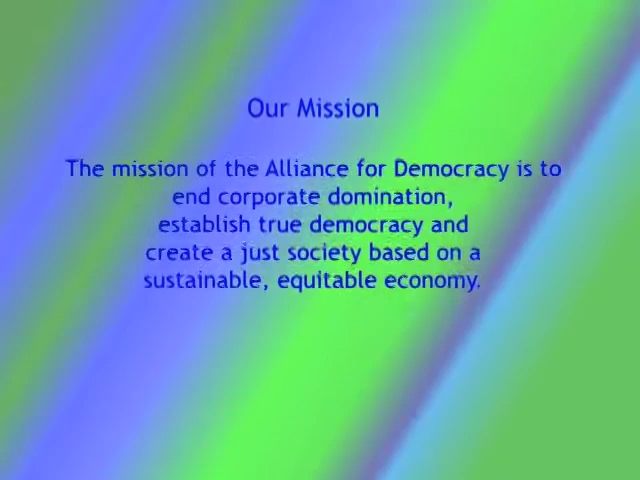 Our Mission
The mission of the Alliance for Democracy is to
end corporate domination,
establish true democracy and
create a just society based on a
sustainable, equitable economy.